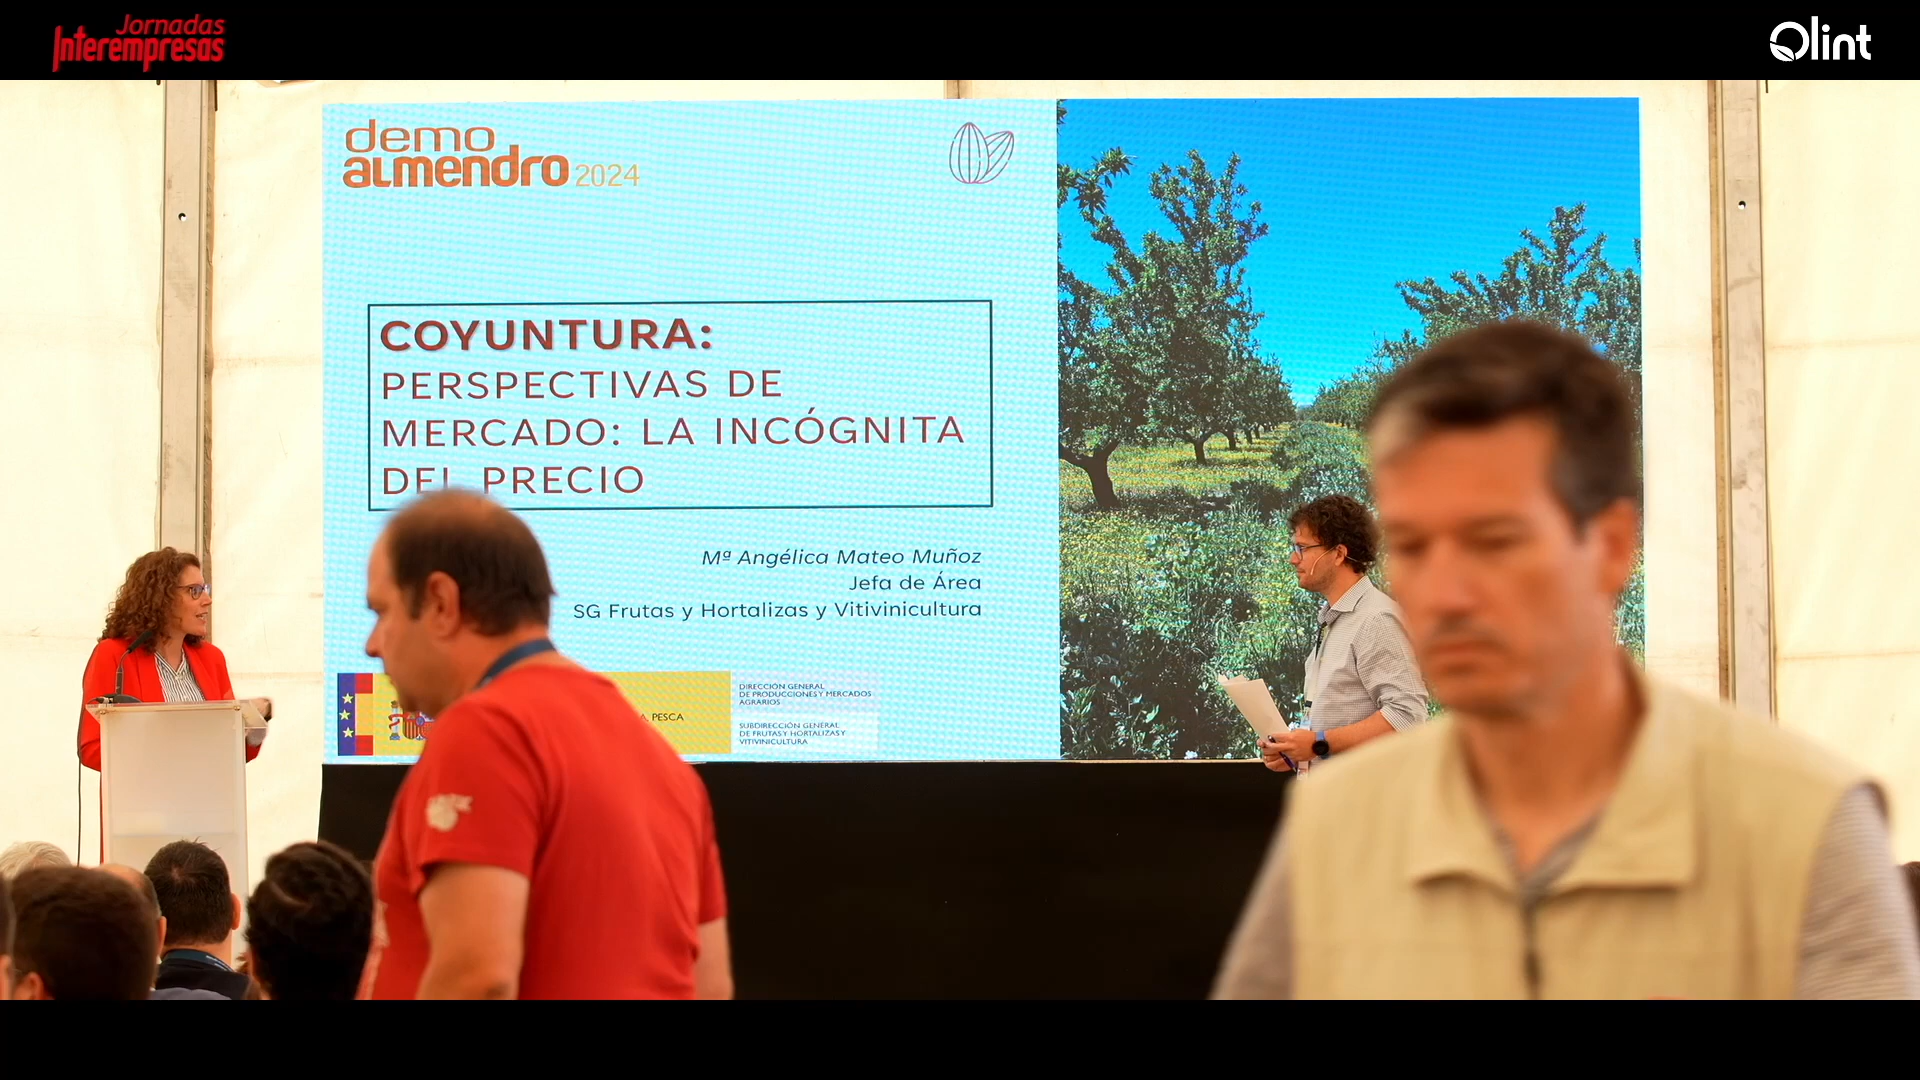 Jornadas
Interempresas
Olint
demo
almendro 2024
COYUNTURA:
PERSPECTIVAS DE
MERCADO: LA INCÓGNITA
DEL PRECIO
Mª Angélica Mateo Muñoz
Jefa de Área
SG Frutas y Hortalizas y Vitivinicultura
PESCA
DIRECCIÓN GENERAL
DE PRODUCCIONES Y MERCADOS
AGRARIOS
SUBDIRECCIÓN GENERAL
DE FRUTAS Y HORTALIZAS Y
VITIVINICULTURA